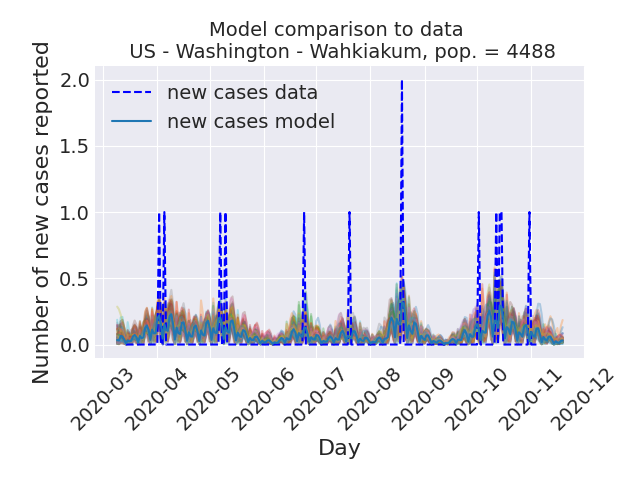 Model comparison to data
US - Washington - Wahkiakum, pop. = 4488
Number of new cases reported
2.0
1.5
1.0
0.5
0.0
new cases data
new cases model
2020-03
2020-04
2020-05
2020-06
2020-07
2020-08
2020-09
2020-10
2020-11
2020-12
Day